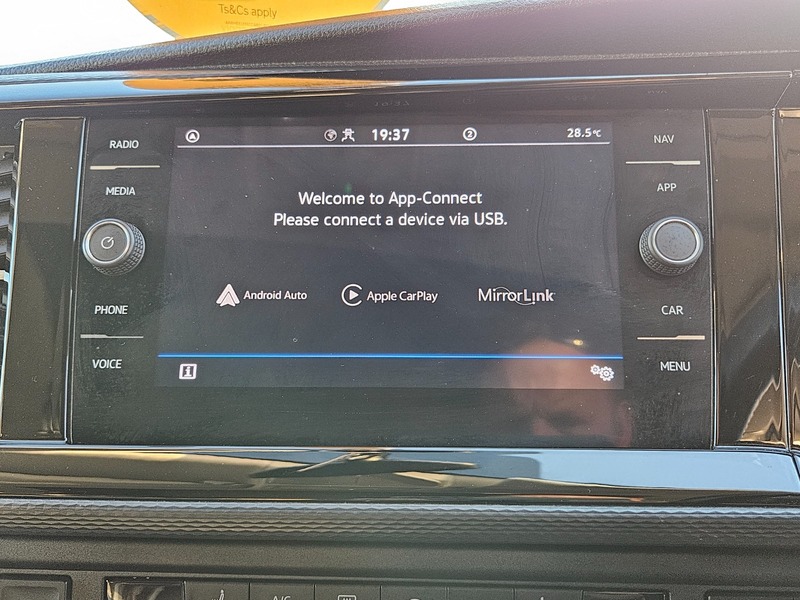 Ts&Cs apply
19:37
2
28.5°C
RADIO
MEDIA
PHONE
VOICE
Welcome to App-Connect
Please connect a device via USB.
Android Auto
Apple CarPlay
MirrorLink
NAV
APP
CAR
MENU
A/C